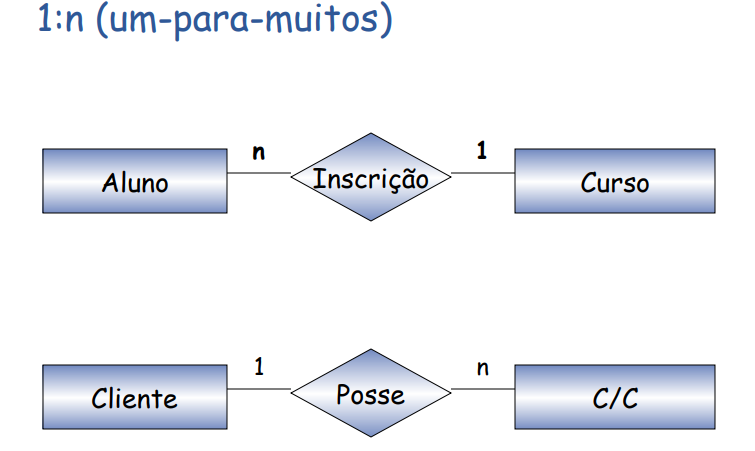 1:n (um-para-muitos)
n
1
Aluno
Inscrição
Curso
1
n
Cliente
Posse
C/C